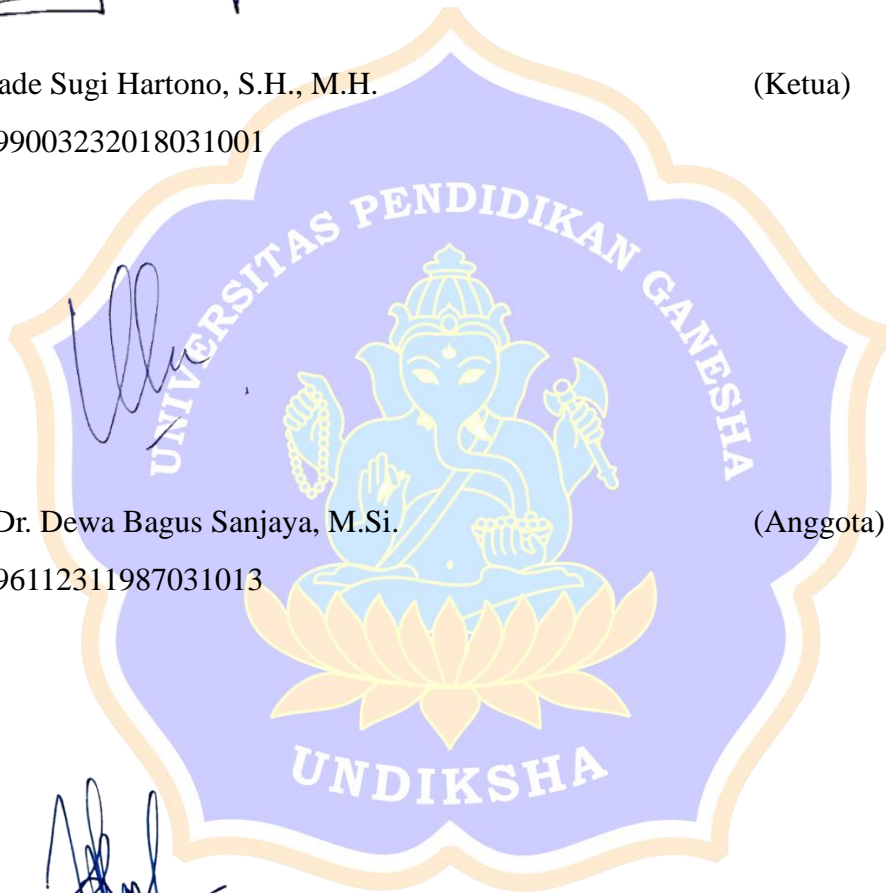 ade Sugi Hartono, S.H., M.H. (Ketua)
99003232018031001
UNIVERSITAS PENDIDIKAN GANESHA
Dr. Dewa Bagus Sanjaya, M.Si. (Anggota)
96112311987031013
UNDIKSHA